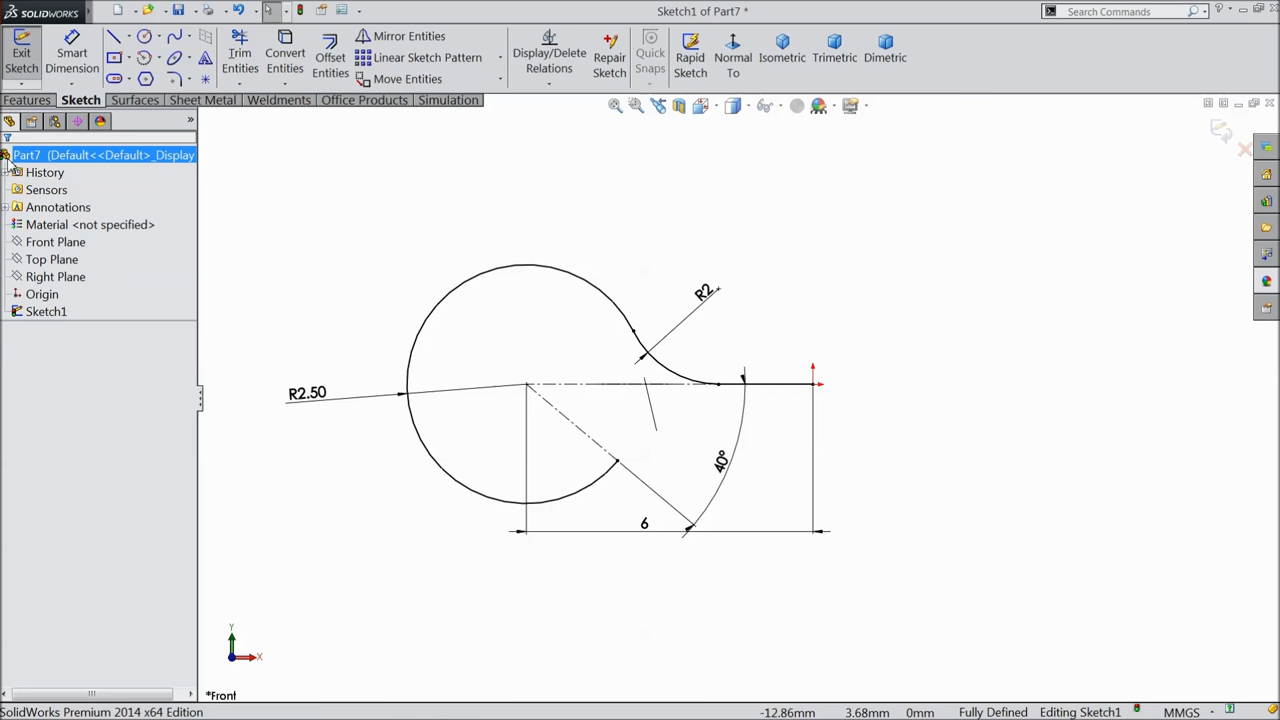 SOLIDWORKS
Sketch1 of Part7 *
Search Commands
Exit Sketch
Smart Dimension
Trim Entities
Convert Entities
Offset Entities
Mirror Entities
Linear Sketch Pattern
Move Entities
Display/Delete Relations
Repair Sketch
Quick Snaps
Rapid Sketch
Normal To
Isometric
Trimetric
Dimetric
Features
Sketch
Surfaces
Sheet Metal
Weldments
Office Products
Simulation
Part7 (Default<<Default>_Display
History
Sensors
Annotations
Material <not specified>
Front Plane
Top Plane
Right Plane
Origin
Sketch1
R2
R2.50
40°
6
Y
X
*Front
SolidWorks Premium 2014 x64 Edition
-12.86mm
3.68mm
0mm
Fully Defined
Editing Sketch1
MMGS